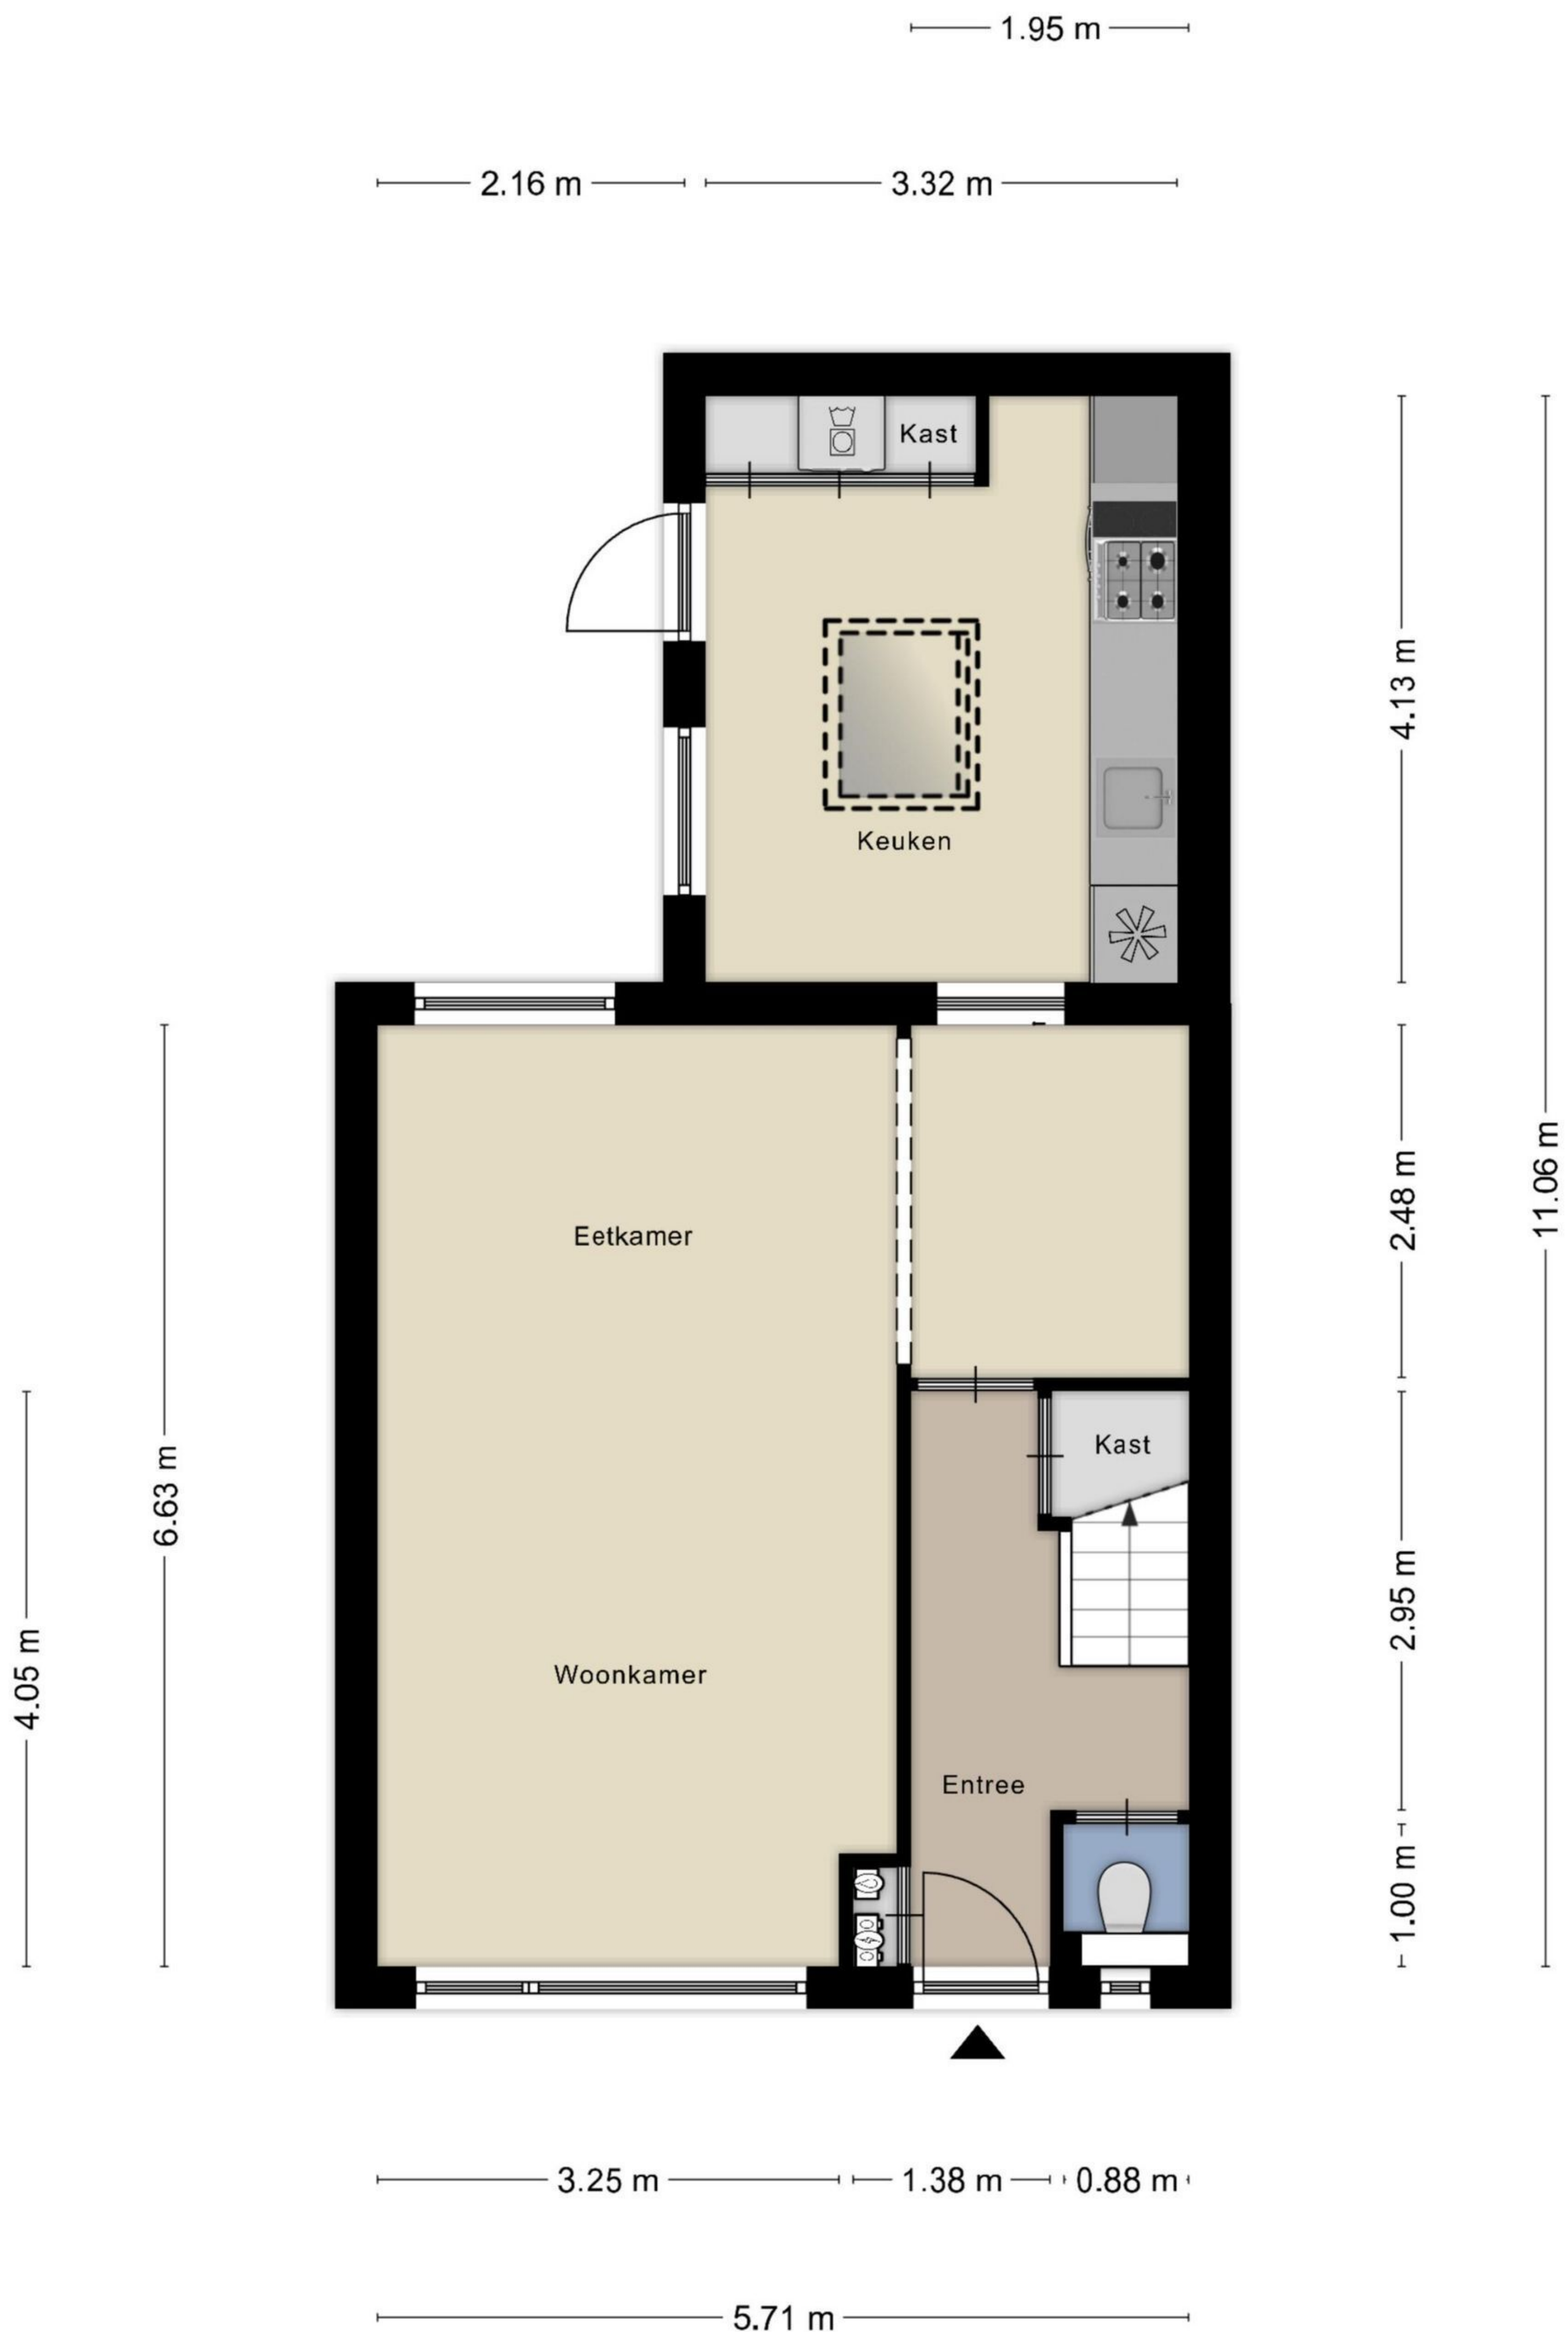 1.95 m
2.16 m
3.32 m
Kast
4.13 m
Keuken
11.06 m
2.48 m
Eetkamer
Kast
6.63 m
2.95 m
4.05 m
Woonkamer
Entree
1.00 m
3.25 m
1.38 m
0.88 m
5.71 m